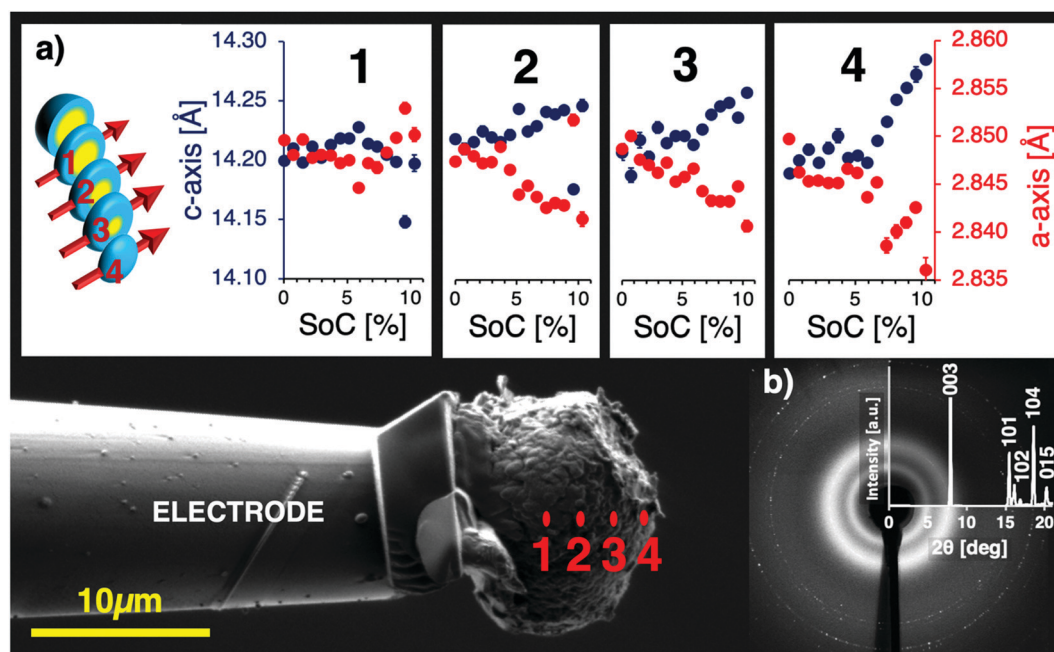 a)
1
2
3
4
c-axis [Å]
14.30
14.25
14.20
14.15
14.10
1
0
5
10
SoC [%]
2
0
5
10
SoC [%]
3
0
5
10
SoC [%]
4
0
5
10
SoC [%]
2.860
2.855
2.850
2.845
2.840
2.835
a-axis [Å]
ELECTRODE
1 2 3 4
10µm
b)
Intensity [a.u.]
003
101
102
104
015
0 5 10 15 20
2θ [deg]